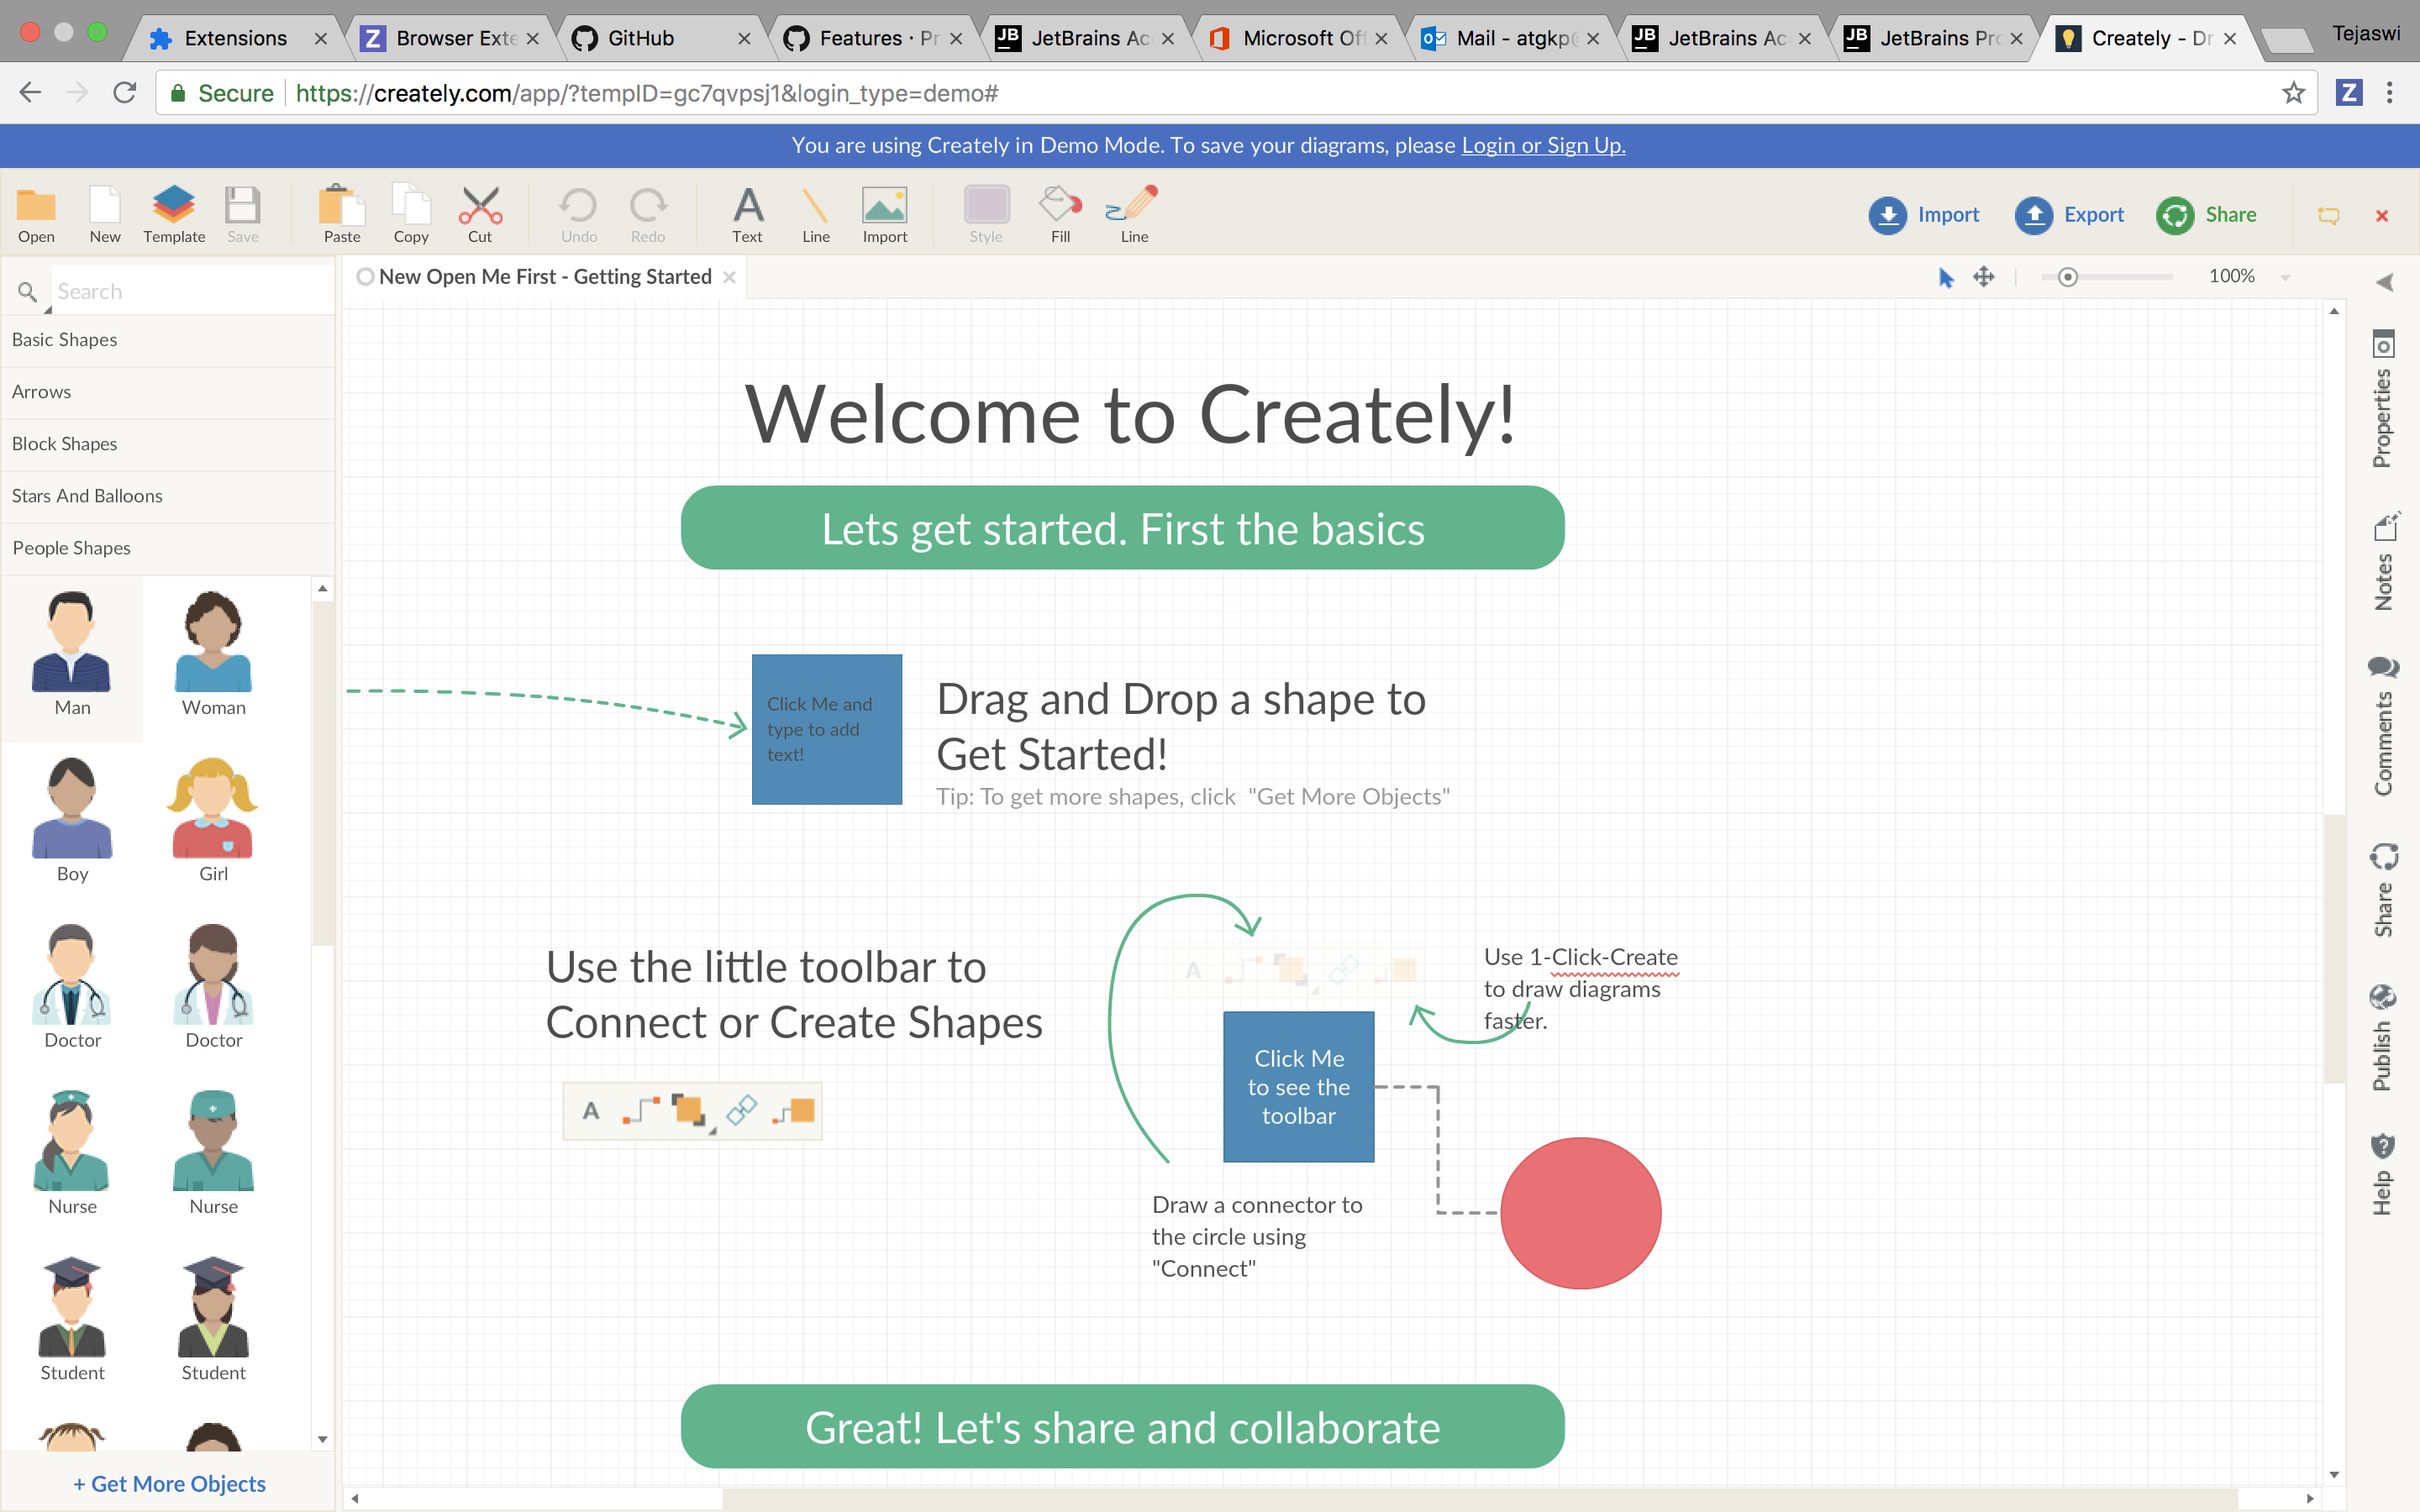 Extensions
Browser Exte
GitHub
Features · Pr
JetBrains Ac
Microsoft Off
Mail - atgkp@
JetBrains Ac
JetBrains Pro
Creately - Dr
Tejaswi
Secure
https://creately.com/app/?tempID=gc7qvpsj1&login_type=demo#
You are using Creately in Demo Mode. To save your diagrams, please Login or Sign Up.
Open
New
Template
Save
Paste
Copy
Cut
Undo
Redo
Text
Line
Import
Style
Fill
Line
Import
Export
Share
Search
New Open Me First - Getting Started
100%
Basic Shapes
Arrows
Block Shapes
Stars And Balloons
People Shapes
Man
Woman
Boy
Girl
Doctor
Doctor
Nurse
Nurse
Student
Student
+ Get More Objects
Welcome to Creately!
Lets get started. First the basics
Click Me and
type to add
text!
Drag and Drop a shape to
Get Started!
Tip: To get more shapes, click "Get More Objects"
Use the little toolbar to
Connect or Create Shapes
A
A
Use 1-Click-Create
to draw diagrams
faster.
Click Me
to see the
toolbar
Draw a connector to
the circle using
"Connect"
Great! Let's share and collaborate
Properties
Notes
Comments
Share
Publish
Help